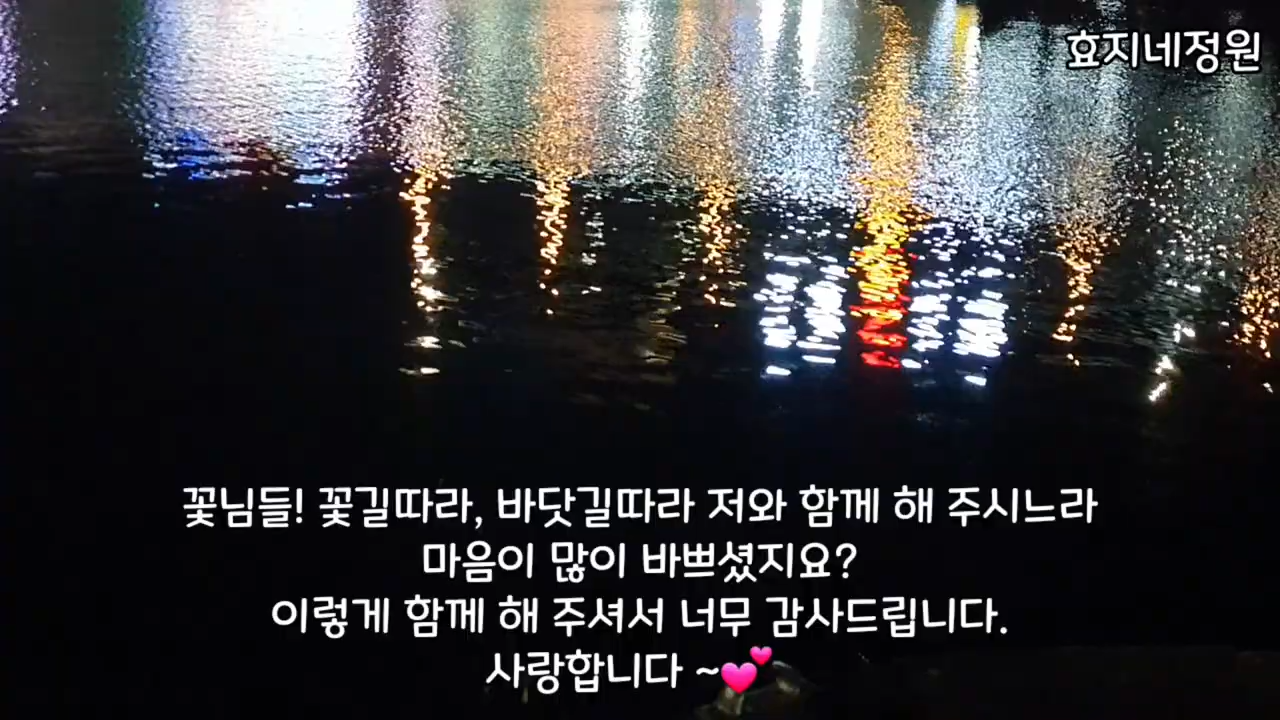 효지네정원
꽃님들! 꽃길따라, 바닷길따라 저와 함께 해 주시느라
마음이 많이 바쁘셨지요?
이렇게 함께 해 주셔서 너무 감사드립니다.
사랑합니다 ~💕